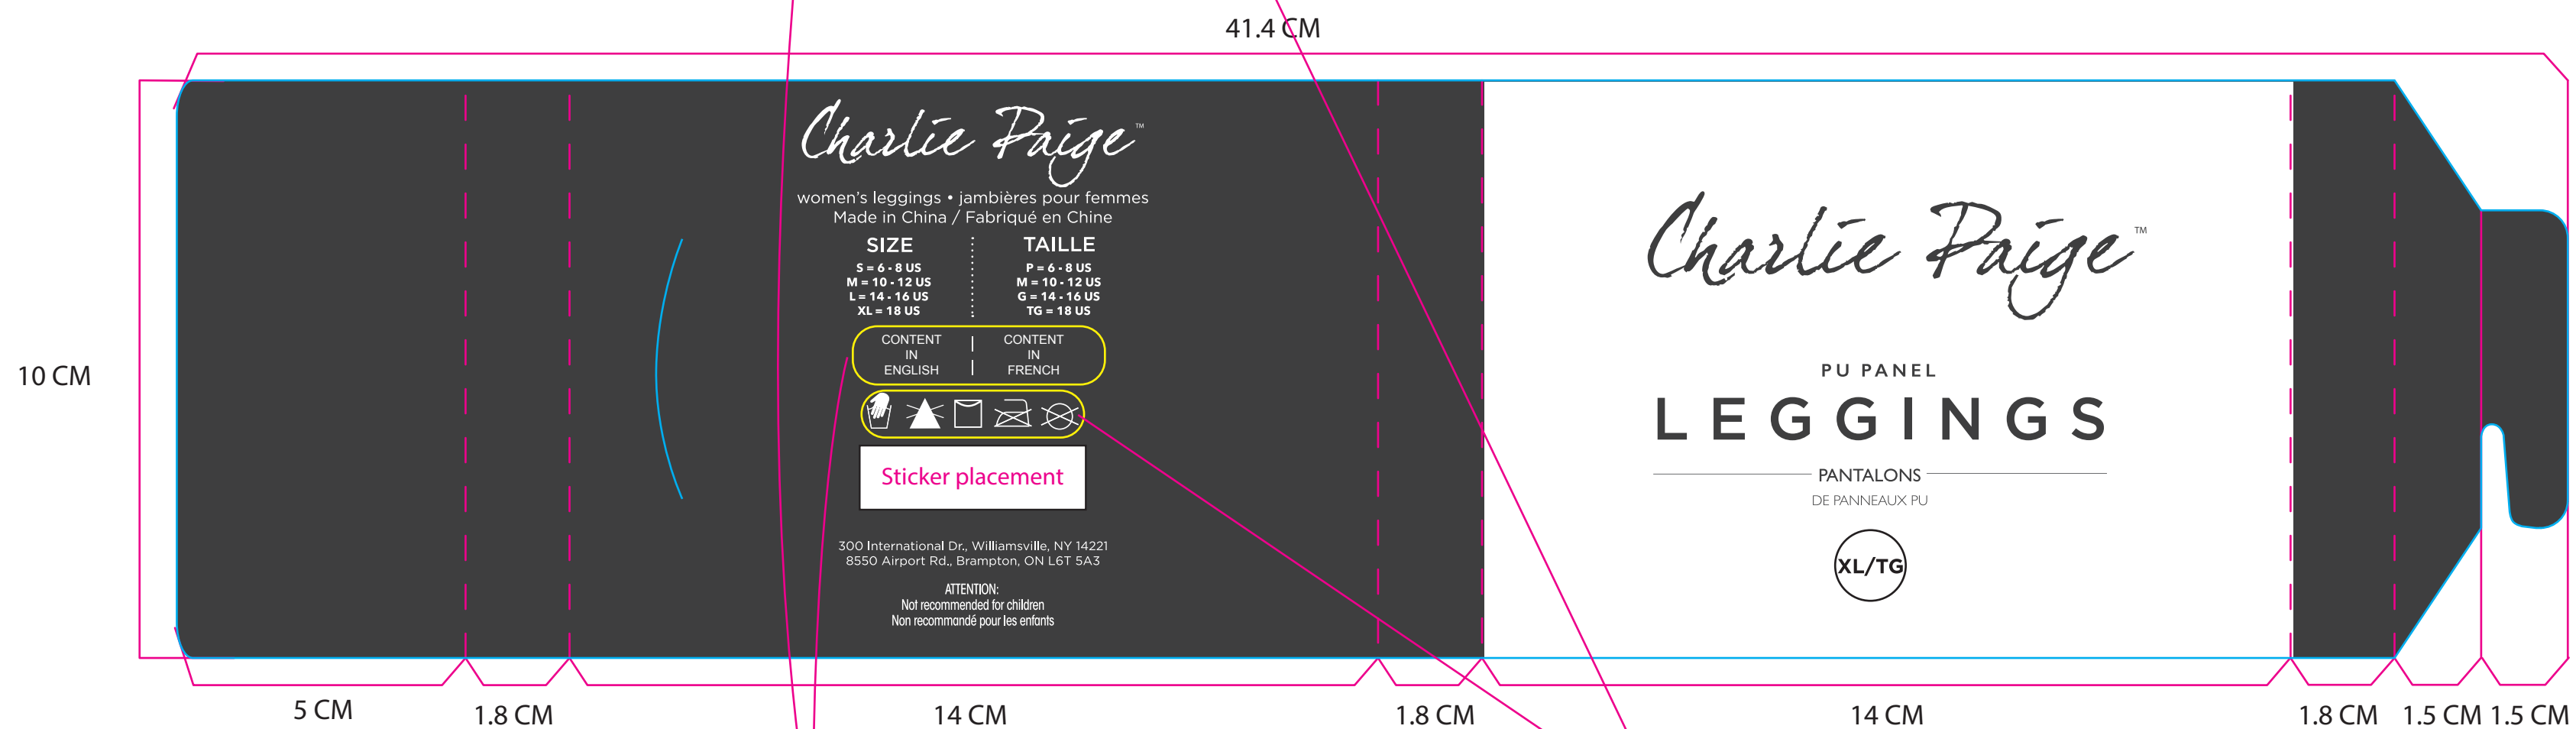 41.4 CM
10 CM
Charlie Paige™
women's leggings • jambières pour femmes
Made in China / Fabriqué en Chine
SIZE
S = 6 - 8 US
M = 10 - 12 US
L = 14 - 16 US
XL = 18 US
TAILLE
P = 6 - 8 US
M = 10 - 12 US
G = 14 - 16 US
TG = 18 US
CONTENT
IN
ENGLISH
CONTENT
IN
FRENCH
Sticker placement
300 International Dr., Williamsville, NY 14221
8550 Airport Rd., Brampton, ON L6T 5A3
ATTENTION:
Not recommended for children
Non recommandé pour les enfants
Charlie Paige™
PU PANEL
LEGGINGS
PANTALONS
DE PANNEAUX PU
XL/TG
5 CM
1.8 CM
14 CM
1.8 CM
14 CM
1.8 CM
1.5 CM
1.5 CM